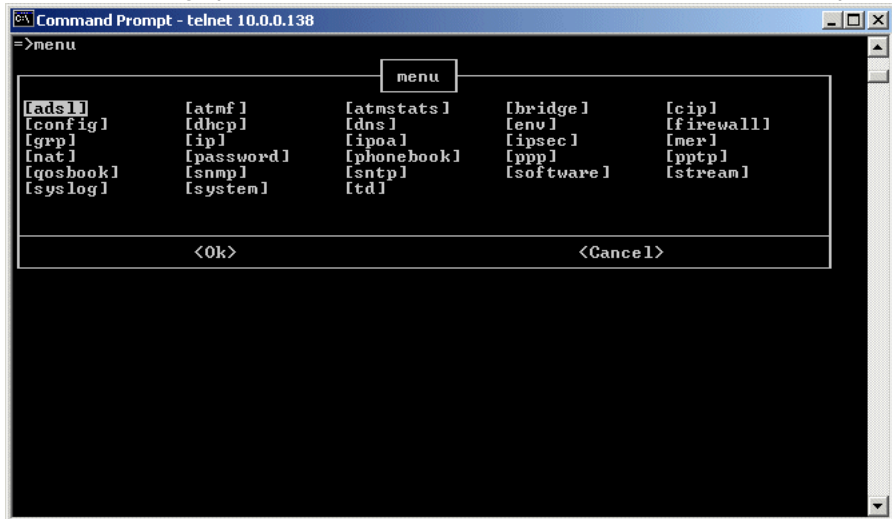 Command Prompt - telnet 10.0.0.138
=>menu
menu
[adsl] [atmf] [atmstats] [bridge] [cip]
[config] [dhcp] [dns] [env] [firewall]
[grp] [ip] [ipoa] [ipsec] [mer]
[nat] [password] [phonebook] [ppp] [pptp]
[qosbook] [snmp] [sntp] [software] [stream]
[syslog] [system] [td]
<Ok> <Cancel>